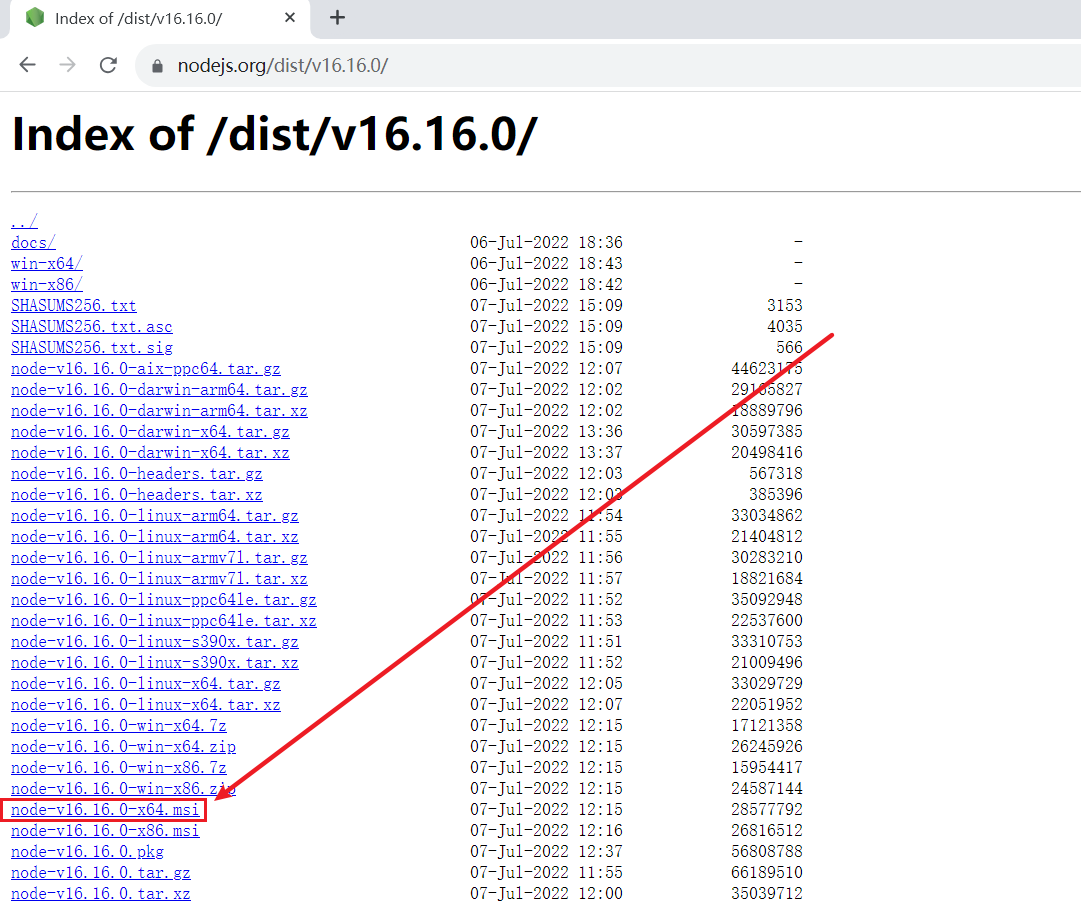 Index of /dist/v16.16.0/
nodejs.org/dist/v16.16.0/
Index of /dist/v16.16.0/
../
docs/ 06-Jul-2022 18:36 -
win-x64/ 06-Jul-2022 18:43 -
win-x86/ 06-Jul-2022 18:42 -
SHASUMS256.txt 07-Jul-2022 15:09 3153
SHASUMS256.txt.asc 07-Jul-2022 15:09 4035
SHASUMS256.txt.sig 07-Jul-2022 15:09 566
node-v16.16.0-aix-ppc64.tar.gz 07-Jul-2022 12:07 44623175
node-v16.16.0-darwin-arm64.tar.gz 07-Jul-2022 12:02 29165827
node-v16.16.0-darwin-arm64.tar.xz 07-Jul-2022 12:02 18889796
node-v16.16.0-darwin-x64.tar.gz 07-Jul-2022 13:36 30597385
node-v16.16.0-darwin-x64.tar.xz 07-Jul-2022 13:37 20498416
node-v16.16.0-headers.tar.gz 07-Jul-2022 12:03 567318
node-v16.16.0-headers.tar.xz 07-Jul-2022 12:03 385396
node-v16.16.0-linux-arm64.tar.gz 07-Jul-2022 11:54 33034862
node-v16.16.0-linux-arm64.tar.xz 07-Jul-2022 11:55 21404812
node-v16.16.0-linux-armv7l.tar.gz 07-Jul-2022 11:56 30283210
node-v16.16.0-linux-armv7l.tar.xz 07-Jul-2022 11:57 18821684
node-v16.16.0-linux-ppc64le.tar.gz 07-Jul-2022 11:52 35092948
node-v16.16.0-linux-ppc64le.tar.xz 07-Jul-2022 11:53 22537600
node-v16.16.0-linux-s390x.tar.gz 07-Jul-2022 11:51 33310753
node-v16.16.0-linux-s390x.tar.xz 07-Jul-2022 11:52 21009496
node-v16.16.0-linux-x64.tar.gz 07-Jul-2022 12:05 33029729
node-v16.16.0-linux-x64.tar.xz 07-Jul-2022 12:07 22051952
node-v16.16.0-win-x64.7z 07-Jul-2022 12:15 17121358
node-v16.16.0-win-x64.zip 07-Jul-2022 12:15 26245926
node-v16.16.0-win-x86.7z 07-Jul-2022 12:15 15954417
node-v16.16.0-win-x86.zip 07-Jul-2022 12:15 24587144
node-v16.16.0-x64.msi 07-Jul-2022 12:15 28577792
node-v16.16.0-x86.msi 07-Jul-2022 12:16 26816512
node-v16.16.0.pkg 07-Jul-2022 12:37 56808788
node-v16.16.0.tar.gz 07-Jul-2022 11:55 66189510
node-v16.16.0.tar.xz 07-Jul-2022 12:00 35039712